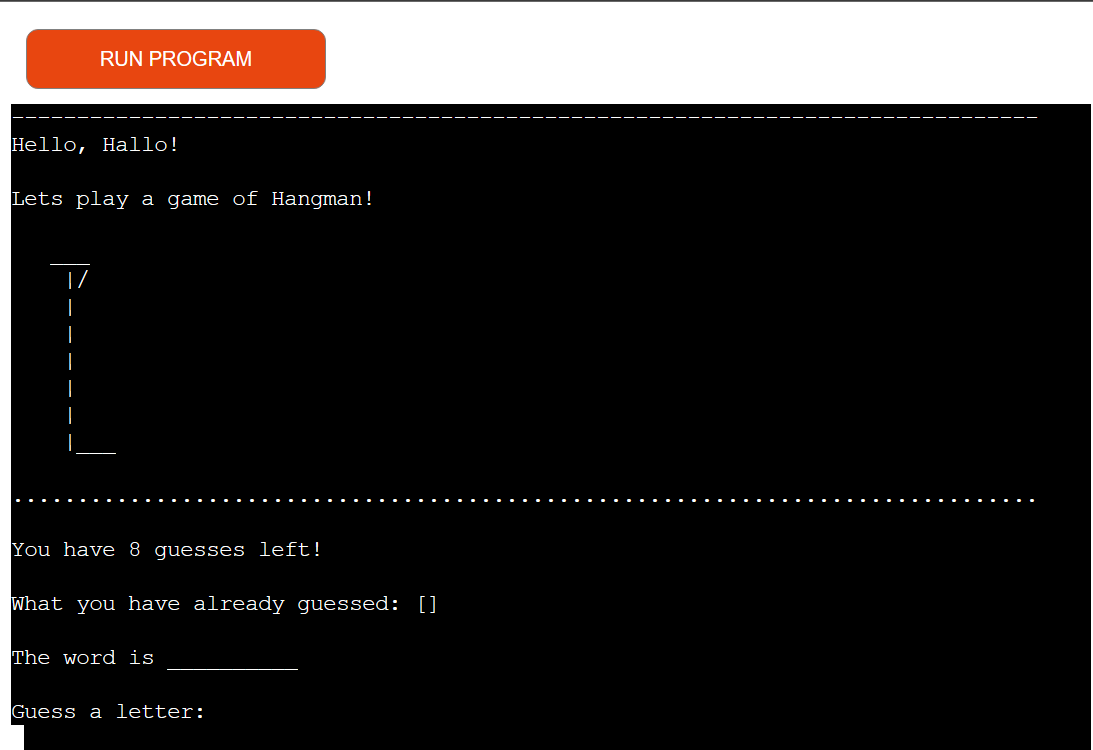 RUN PROGRAM
-------------------------------------------------------------------------------
Hello, Hallo!
Lets play a game of Hangman!
   ___
    |/
    |
    |
    |
    |
    |
    |___
...............................................................................
You have 8 guesses left!
What you have already guessed: []
The word is __________
Guess a letter: